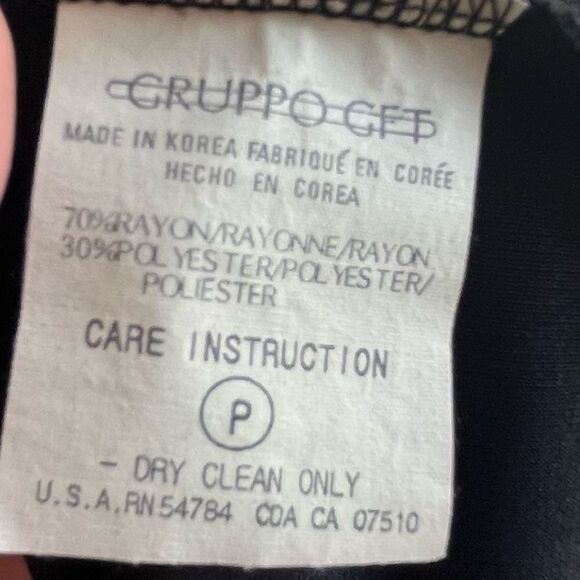 GRUPPO GFT
MADE IN KOREA FABRIQUÉ EN CORÉE
HECHO EN COREA
70%RAYON/RAYONNE/RAYON
30%POLYESTER/POLYESTER/
POLIESTER
CARE INSTRUCTION
P
- DRY CLEAN ONLY
U.S.A.RN54784 COA CA 07510